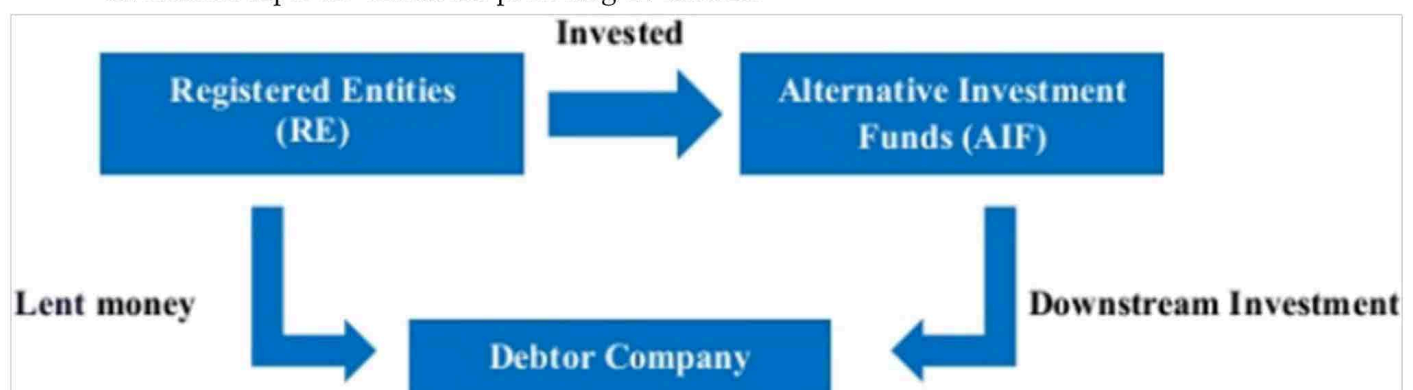 Invested
Registered Entities
(RE)
Alternative Investment
Funds (AIF)
Lent money
Downstream Investment
Debtor Company